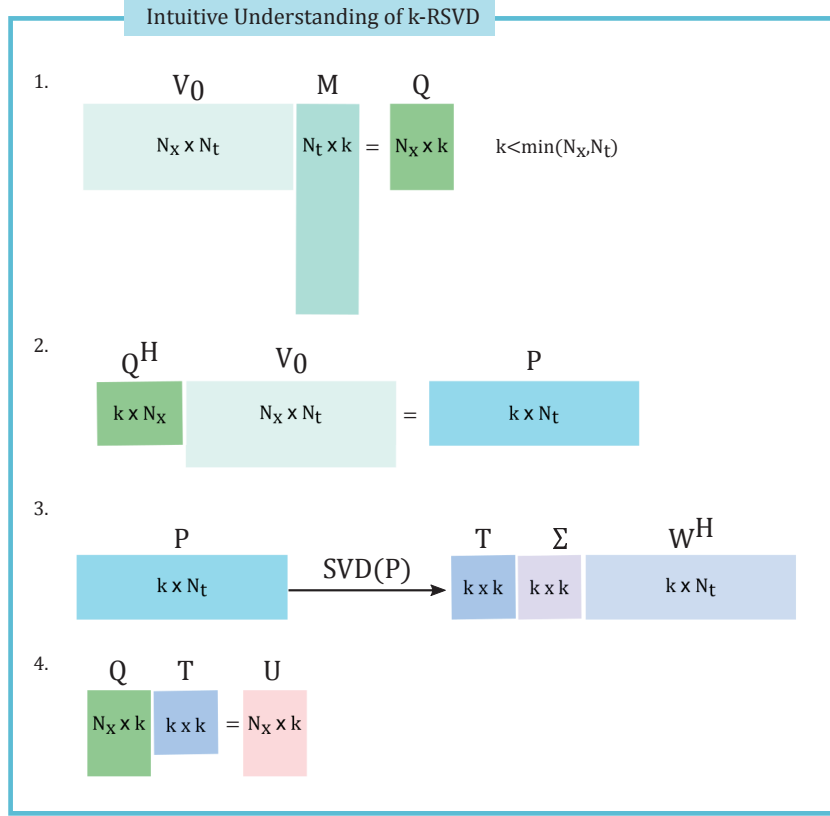 Intuitive Understanding of k-RSVD
1.
V₀ M Q
Nₓ x Nₜ Nₜ x k = Nₓ x k k<min(Nₓ,Nₜ)
2.
Qᴴ V₀ P
k x Nₓ Nₓ x Nₜ = k x Nₜ
3.
P T Σ Wᴴ
k x Nₜ SVD(P) k x k k x k k x Nₜ
4.
Q T U
Nₓ x k k x k = Nₓ x k